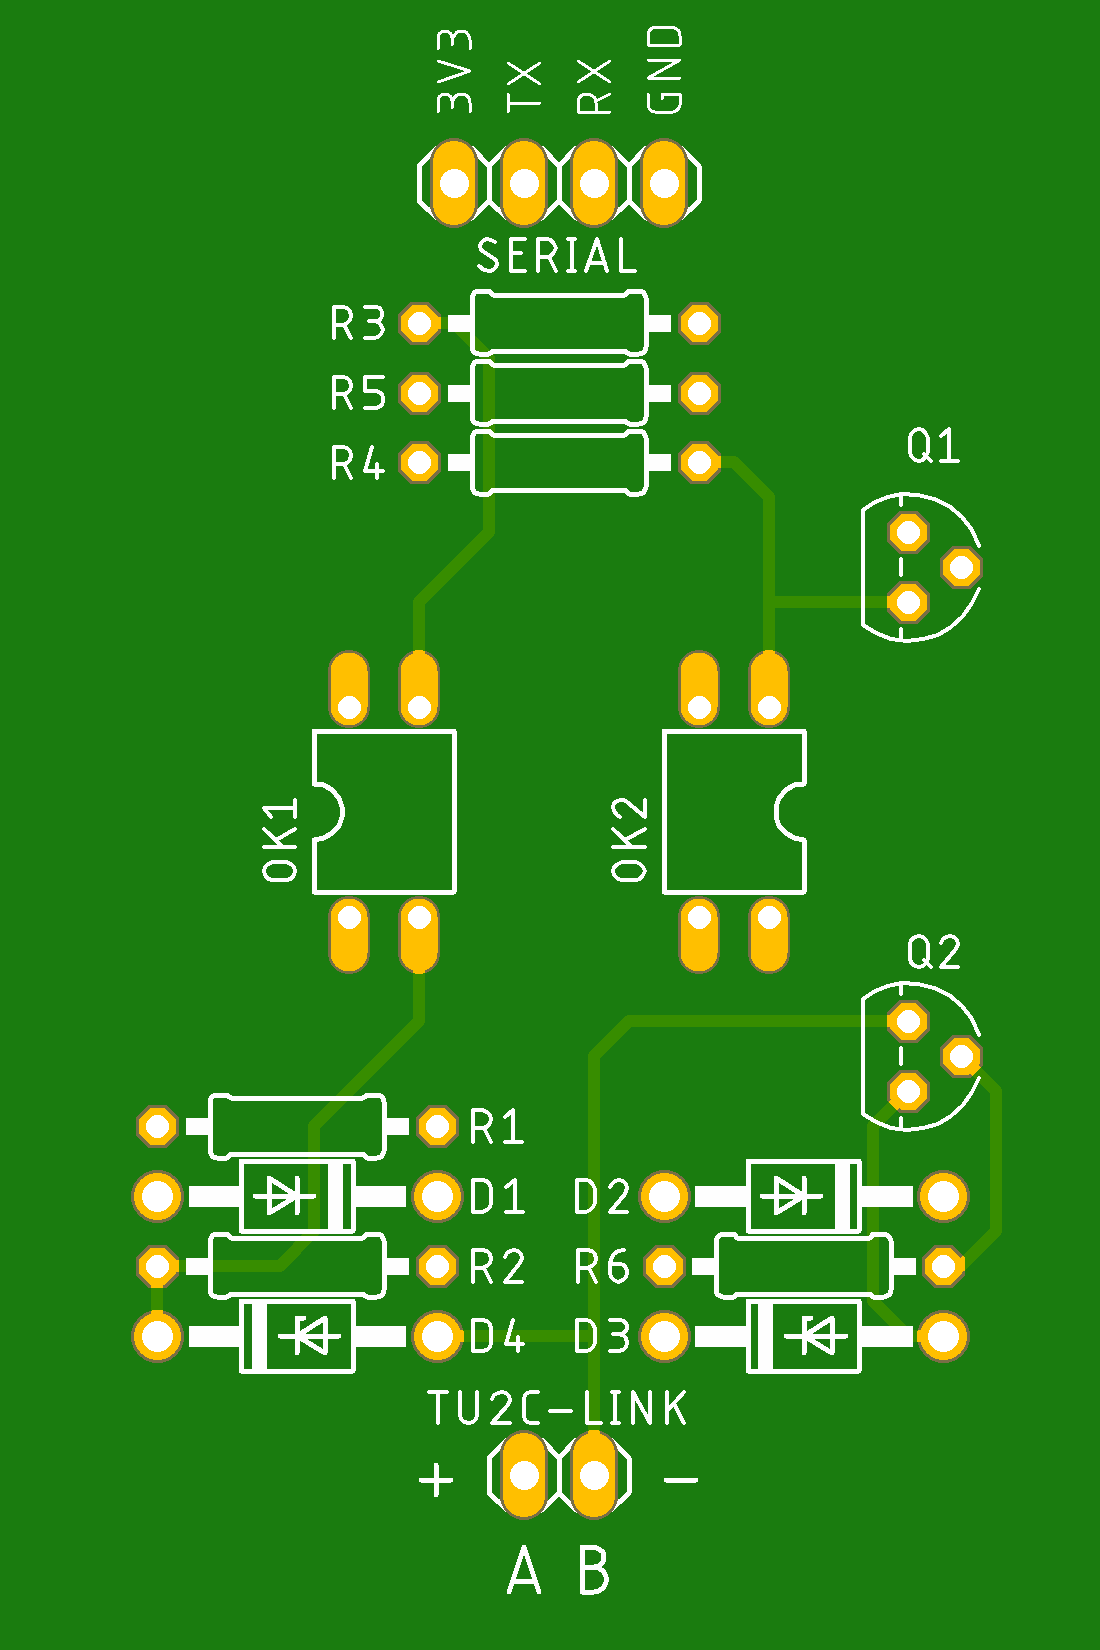 3V3 TX RX GND
SERIAL
R3
R5
R4
Q1
OK1 OK2
Q2
R1
D1 D2
R2 R6
D4 D3
TU2C-LINK
+ -
A B